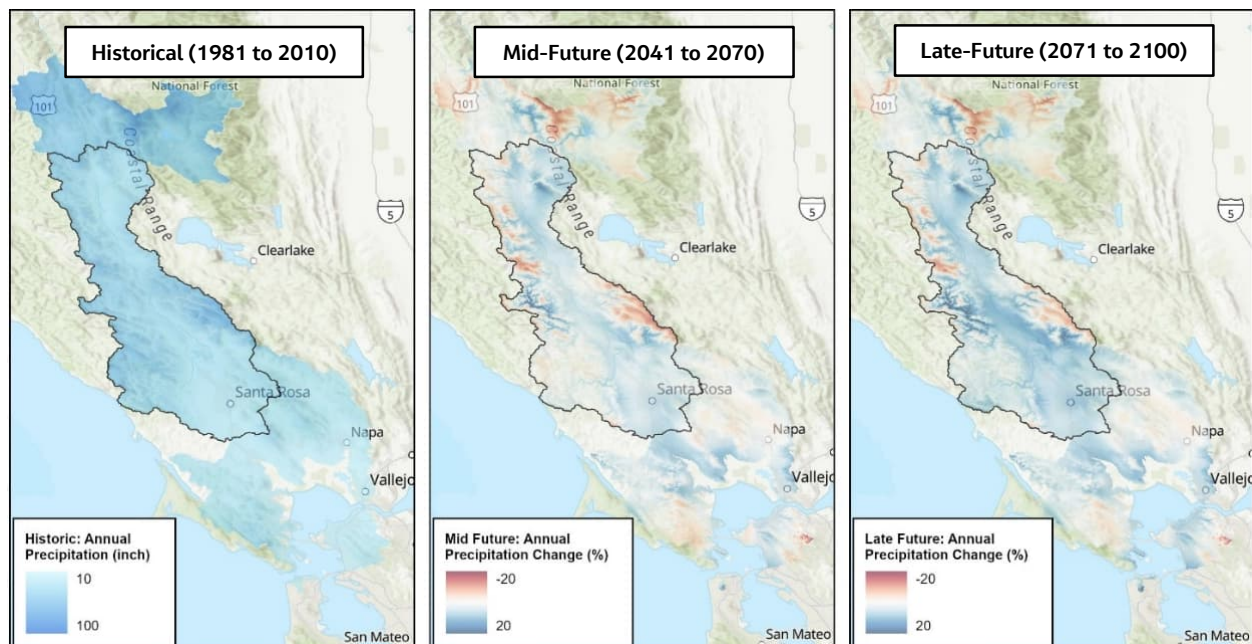 Historical (1981 to 2010)
National Forest
101
Coastal Range
5
Clearlake
Santa Rosa
Napa
Vallejo
Historic: Annual
Precipitation (inch)
10
100
San Mateo
Mid-Future (2041 to 2070)
National Forest
101
Coastal Range
5
Clearlake
Santa Rosa
Napa
Vallejo
Mid Future: Annual
Precipitation Change (%)
-20
20
San Mateo
Late-Future (2071 to 2100)
National Forest
101
Coastal Range
5
Clearlake
Santa Rosa
Napa
Vallejo
Late Future: Annual
Precipitation Change (%)
-20
20
San Mateo